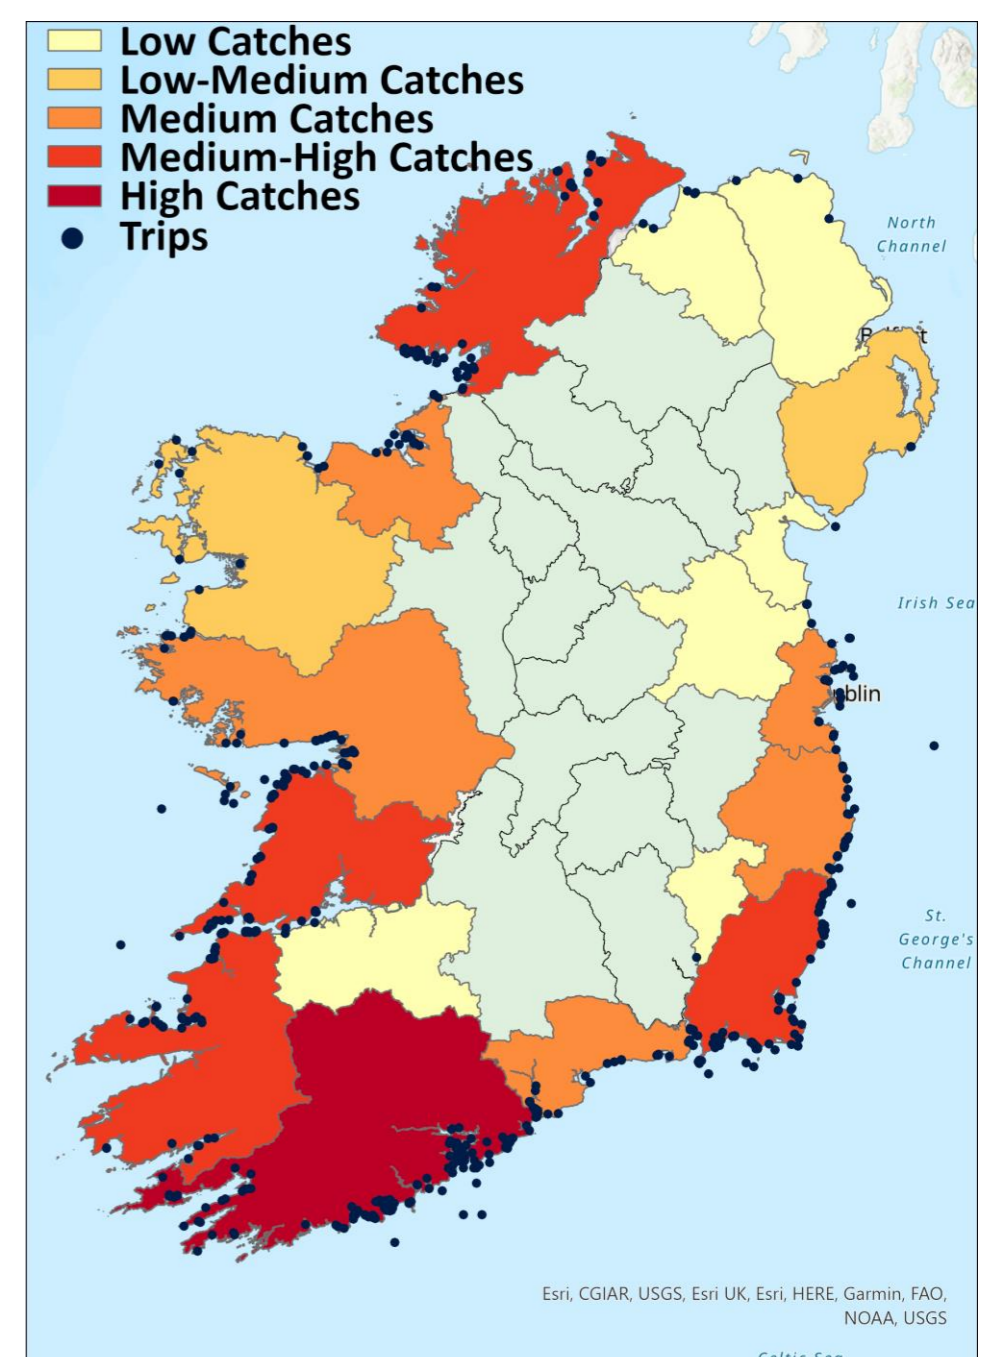 Low Catches
Low-Medium Catches
Medium Catches
Medium-High Catches
High Catches
Trips
North
Channel
Irish Sea
blin
St.
George's
Channel
Esri, CGIAR, USGS, Esri UK, Esri, HERE, Garmin, FAO,
NOAA, USGS